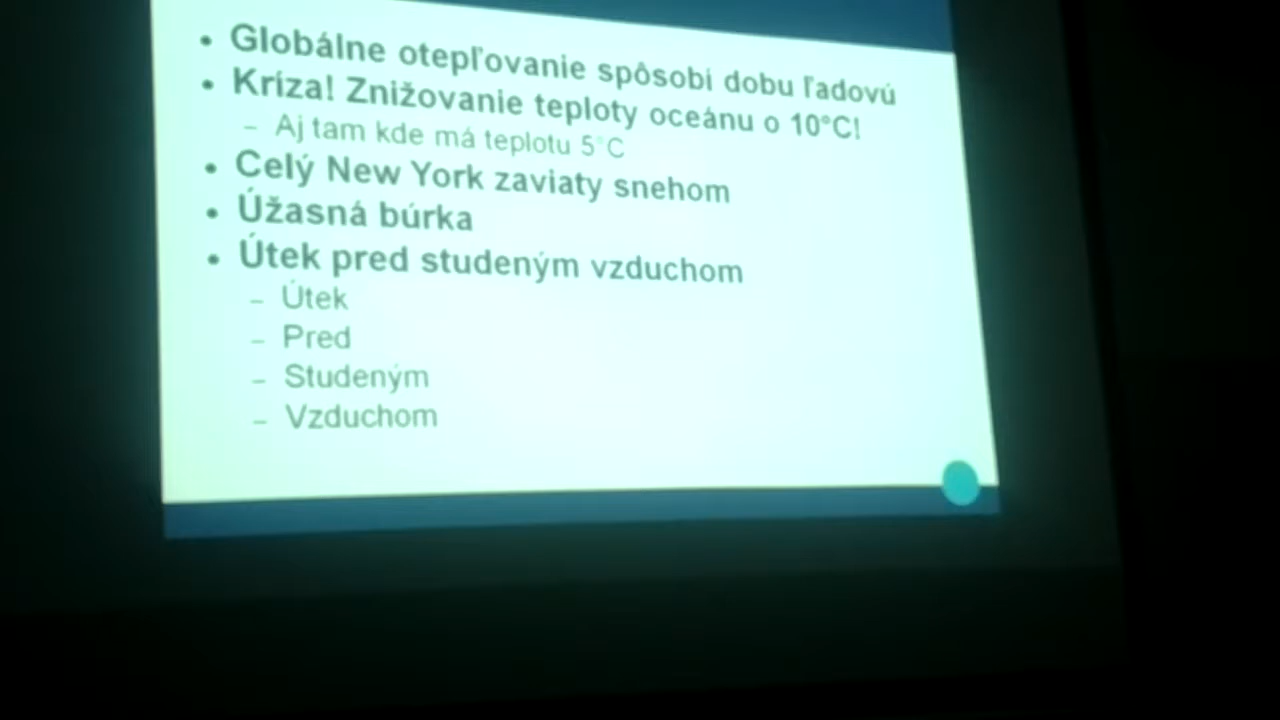 • Globálne otepľovanie spôsobi dobu ľadovú
• Kríza! Znižovanie teploty oceánu o 10°C!
– Aj tam kde má teplotu 5°C
• Celý New York zaviaty snehom
• Úžasná búrka
• Útek pred studeným vzduchom
– Útek
– Pred
– Studeným
– Vzduchom